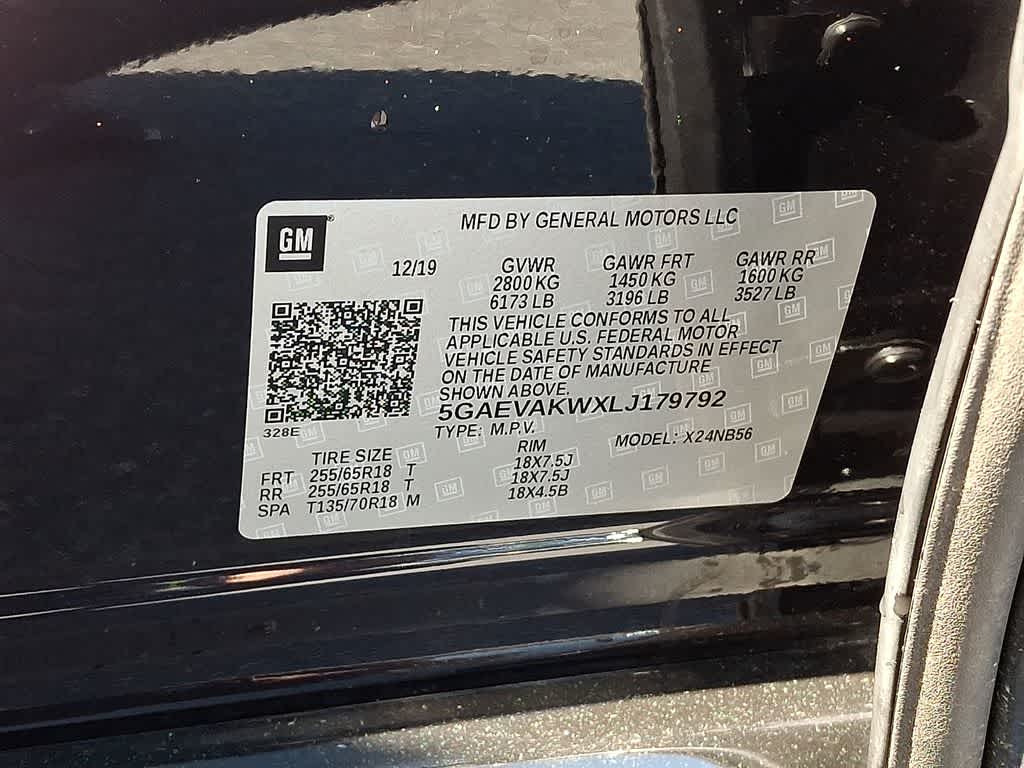 GM
MFD BY GENERAL MOTORS LLC
12/19
GVWR GAWR FRT GAWR RR
2800 KG 1450 KG 1600 KG
6173 LB 3196 LB 3527 LB
THIS VEHICLE CONFORMS TO ALL
APPLICABLE U.S. FEDERAL MOTOR
VEHICLE SAFETY STANDARDS IN EFFECT
ON THE DATE OF MANUFACTURE
SHOWN ABOVE.
5GAEVAKWXLJ179792
328E
TYPE: M.P.V. MODEL: X24NB56
TIRE SIZE RIM
FRT 255/65R18 T 18X7.5J
RR 255/65R18 T 18X7.5J
SPA T135/70R18 M 18X4.5B